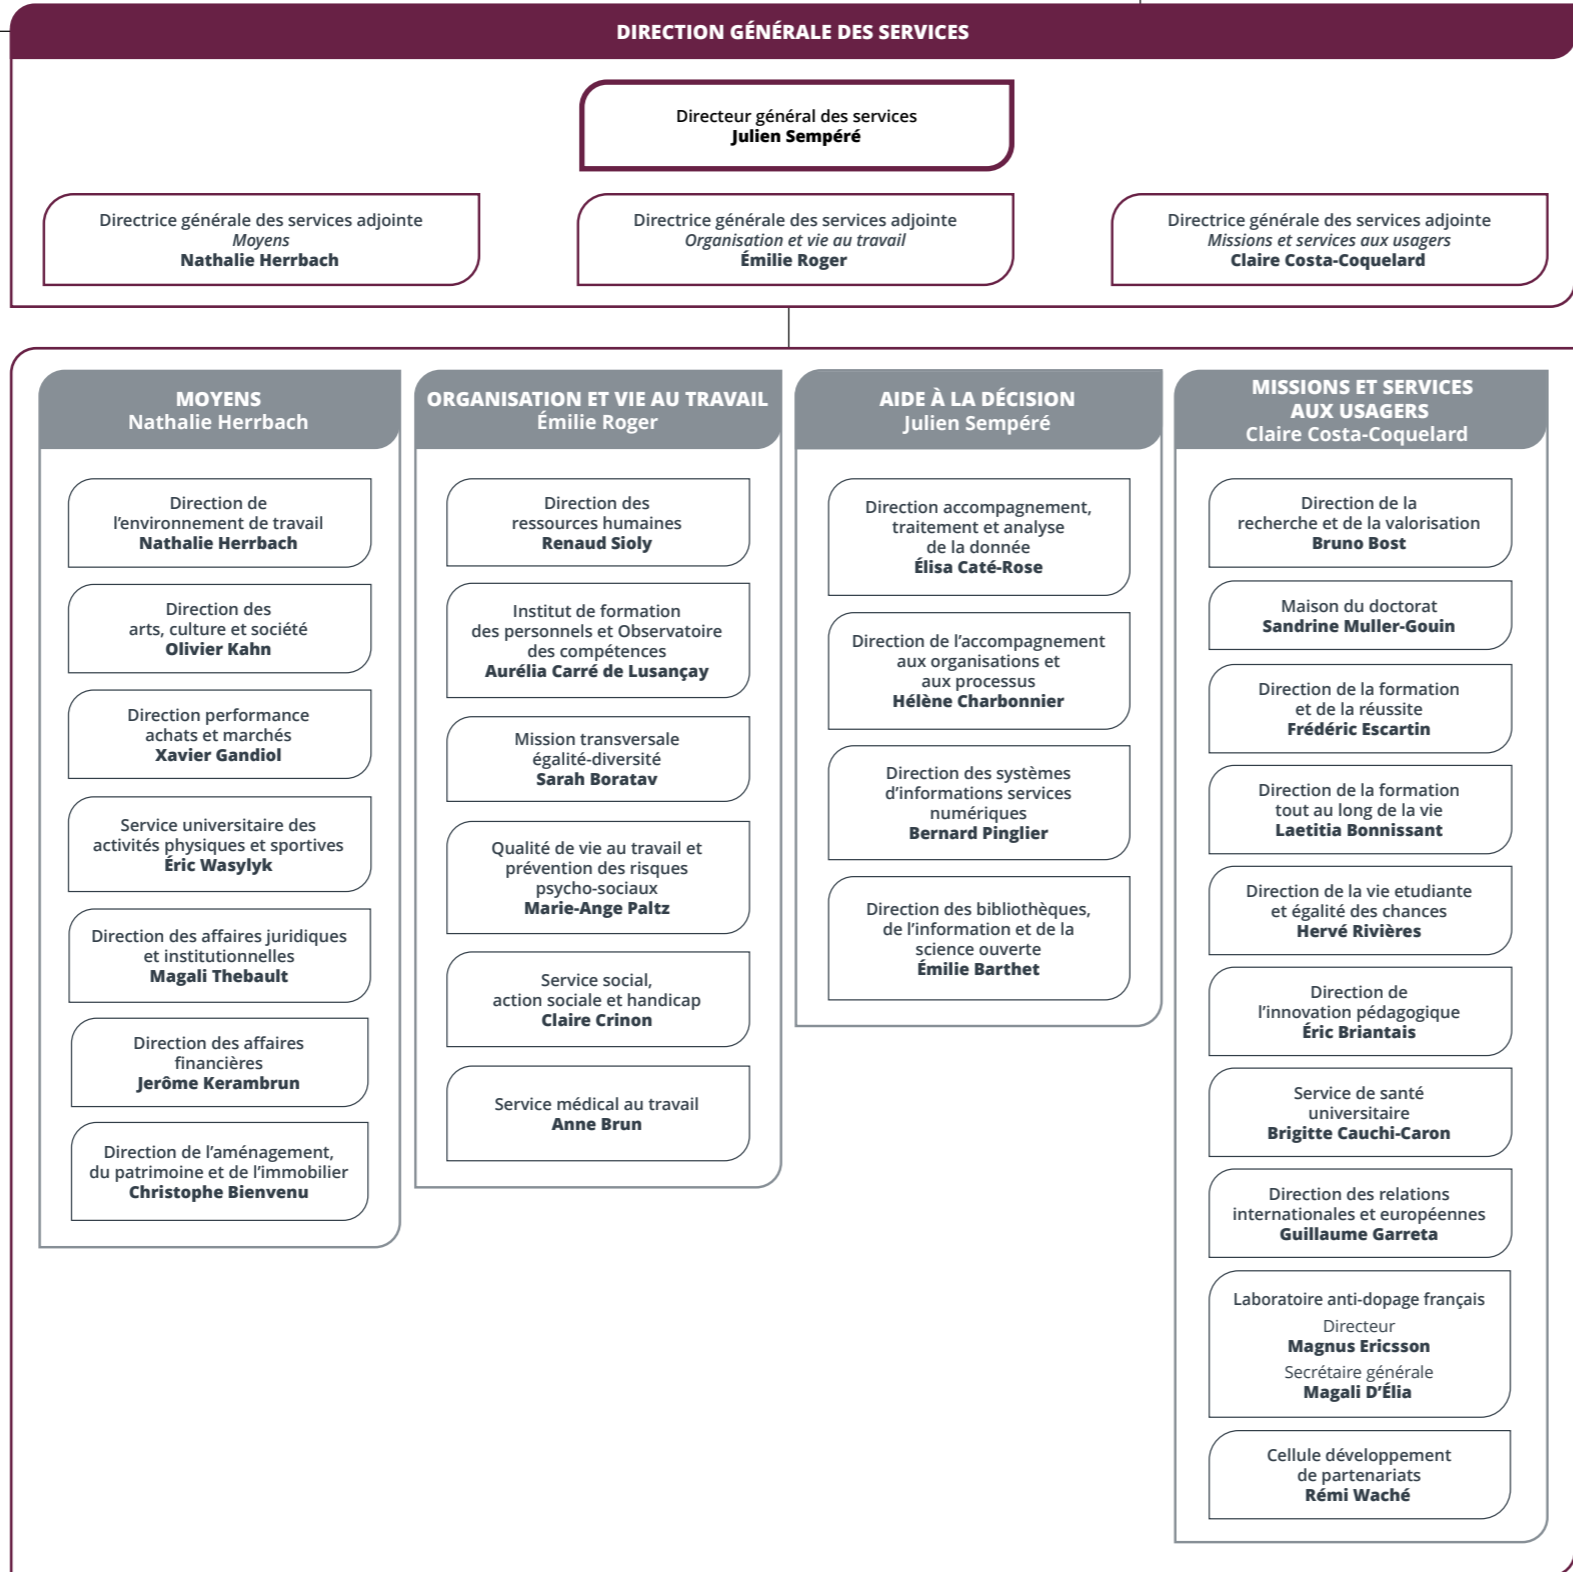 DIRECTION GÉNÉRALE DES SERVICES
Directeur général des services
Julien Sempéré
Directrice générale des services adjointe
Moyens
Nathalie Herrbach
Directrice générale des services adjointe
Organisation et vie au travail
Émilie Roger
Directrice générale des services adjointe
Missions et services aux usagers
Claire Costa-Coquelard
MOYENS
Nathalie Herrbach
Direction de
l’environnement de travail
Nathalie Herrbach
Direction des
arts, culture et société
Olivier Kahn
Direction performance
achats et marchés
Xavier Gandiol
Service universitaire des
activités physiques et sportives
Éric Wasylyk
Direction des affaires juridiques
et institutionnelles
Magali Thebault
Direction des affaires
financières
Jerôme Kerambrun
Direction de l’aménagement,
du patrimoine et de l’immobilier
Christophe Bienvenu
ORGANISATION ET VIE AU TRAVAIL
Émilie Roger
Direction des
ressources humaines
Renaud Sioly
Institut de formation
des personnels et Observatoire
des compétences
Aurélia Carré de Lusançay
Mission transversale
égalité-diversité
Sarah Boratav
Qualité de vie au travail et
prévention des risques
psycho-sociaux
Marie-Ange Paltz
Service social,
action sociale et handicap
Claire Crinon
Service médical au travail
Anne Brun
AIDE À LA DÉCISION
Julien Sempéré
Direction accompagnement,
traitement et analyse
de la donnée
Élisa Caté-Rose
Direction de l’accompagnement
aux organisations et
aux processus
Hélène Charbonnier
Direction des systèmes
d’informations services
numériques
Bernard Pinglier
Direction des bibliothèques,
de l’information et de la
science ouverte
Émilie Barthet
MISSIONS ET SERVICES
AUX USAGERS
Claire Costa-Coquelard
Direction de la
recherche et de la valorisation
Bruno Bost
Maison du doctorat
Sandrine Muller-Gouin
Direction de la formation
et de la réussite
Frédéric Escartin
Direction de la formation
tout au long de la vie
Laetitia Bonnissant
Direction de la vie etudiante
et égalité des chances
Hervé Rivières
Direction de
l’innovation pédagogique
Éric Briantais
Service de santé
universitaire
Brigitte Cauchi-Caron
Direction des relations
internationales et européennes
Guillaume Garreta
Laboratoire anti-dopage français
Directeur
Magnus Ericsson
Secrétaire générale
Magali D’Élia
Cellule développement
de partenariats
Rémi Waché